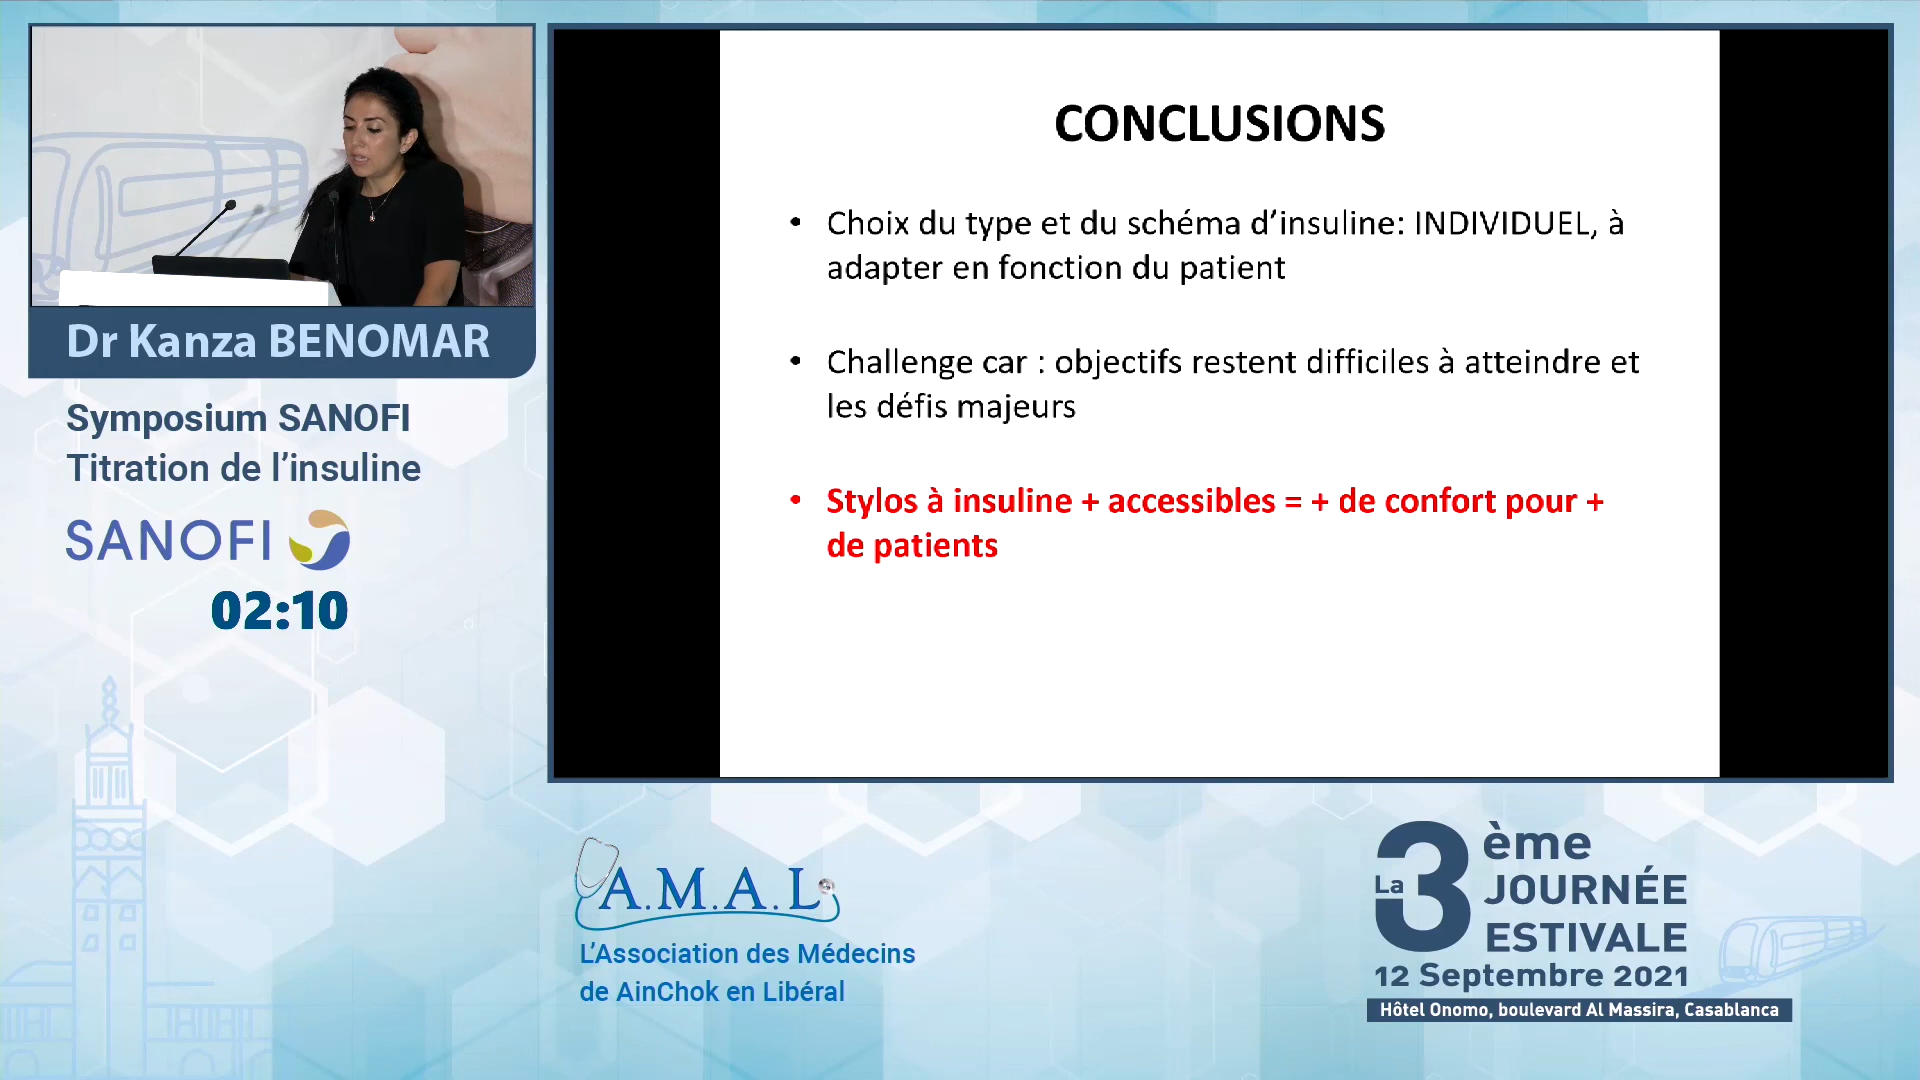 Dr Kanza BENOMAR
Symposium SANOFI
Titration de l’insuline
SANOFI
02:10
CONCLUSIONS
• Choix du type et du schéma d’insuline: INDIVIDUEL, à
adapter en fonction du patient
• Challenge car : objectifs restent difficiles à atteindre et
les défis majeurs
• Stylos à insuline + accessibles = + de confort pour +
de patients
A.M.A.L
L’Association des Médecins
de AinChok en Libéral
La 3 ème
JOURNÉE
ESTIVALE
12 Septembre 2021
Hôtel Onomo, boulevard Al Massira, Casablanca